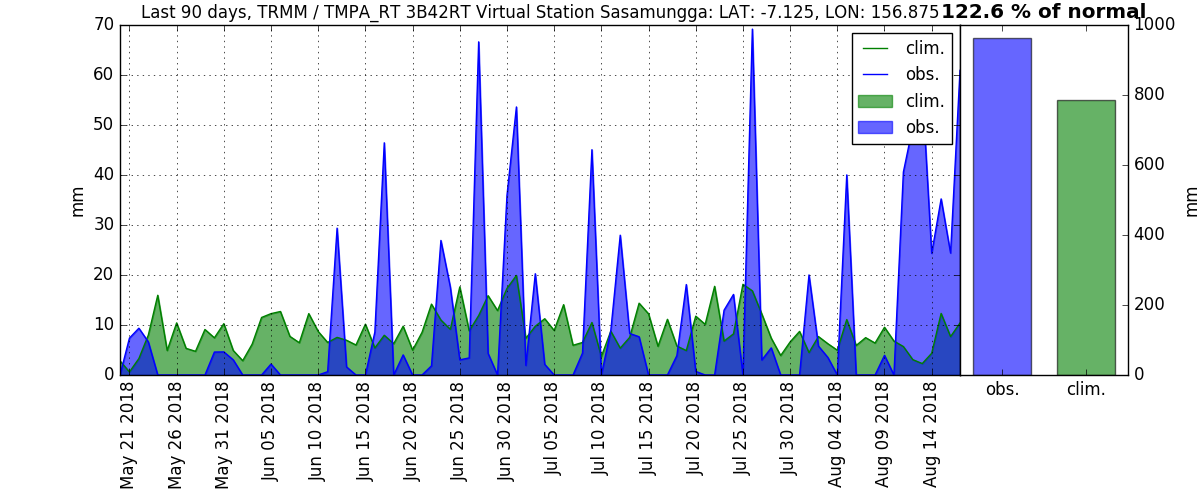 Last 90 days, TRMM / TMPA_RT 3B42RT Virtual Station Sasamungga: LAT: -7.125, LON: 156.875
122.6 % of normal
70
60
50
40
30
20
10
0
mm
clim.
obs.
clim.
obs.
May 21 2018
May 26 2018
May 31 2018
Jun 05 2018
Jun 10 2018
Jun 15 2018
Jun 20 2018
Jun 25 2018
Jun 30 2018
Jul 05 2018
Jul 10 2018
Jul 15 2018
Jul 20 2018
Jul 25 2018
Jul 30 2018
Aug 04 2018
Aug 09 2018
Aug 14 2018
1000
800
600
400
200
0
mm
obs.
clim.